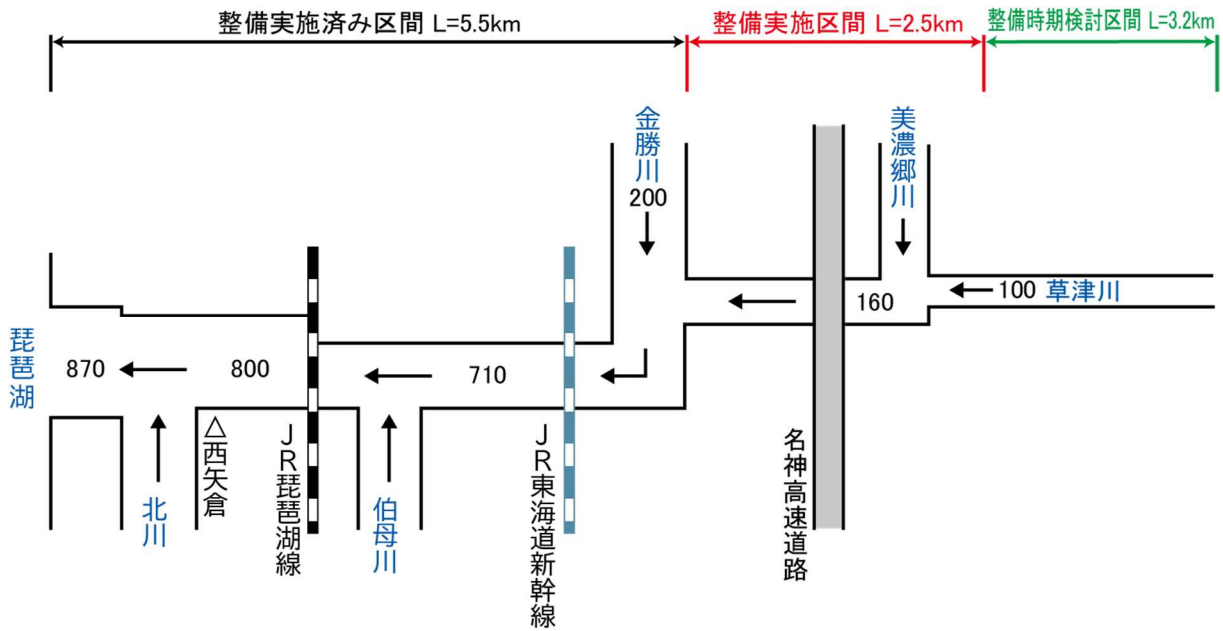 整備実施済み区間 L=5.5km
整備実施区間 L=2.5km
整備時期検討区間 L=3.2km
金勝川
200
美濃郷川
琵琶湖
870
800
710
160
100
草津川
北川
△西矢倉
JR琵琶湖線
伯母川
JR東海道新幹線
名神高速道路